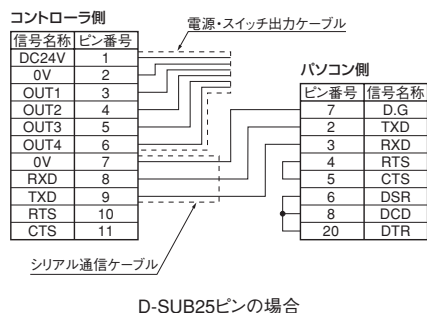 コントローラ側
電源・スイッチ出力ケーブル
信号名称 ピン番号
DC24V 1
0V 2
OUT1 3
OUT2 4
OUT3 5
OUT4 6
0V 7
RXD 8
TXD 9
RTS 10
CTS 11
パソコン側
ピン番号 信号名称
7 D.G
2 TXD
3 RXD
4 RTS
5 CTS
6 DSR
8 DCD
20 DTR
シリアル通信ケーブル
D-SUB25ピンの場合